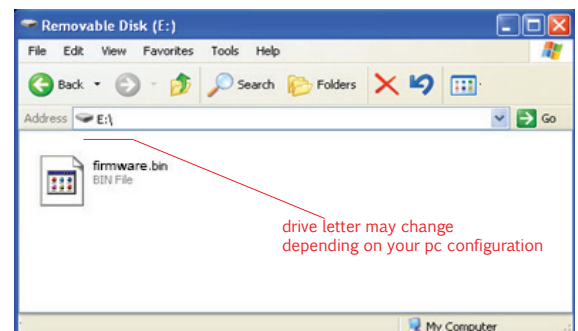 Removable Disk (E:)
File Edit View Favorites Tools Help
Back Search Folders
Address E:\ Go
firmware.bin
BIN File
drive letter may change
depending on your pc configuration
My Computer